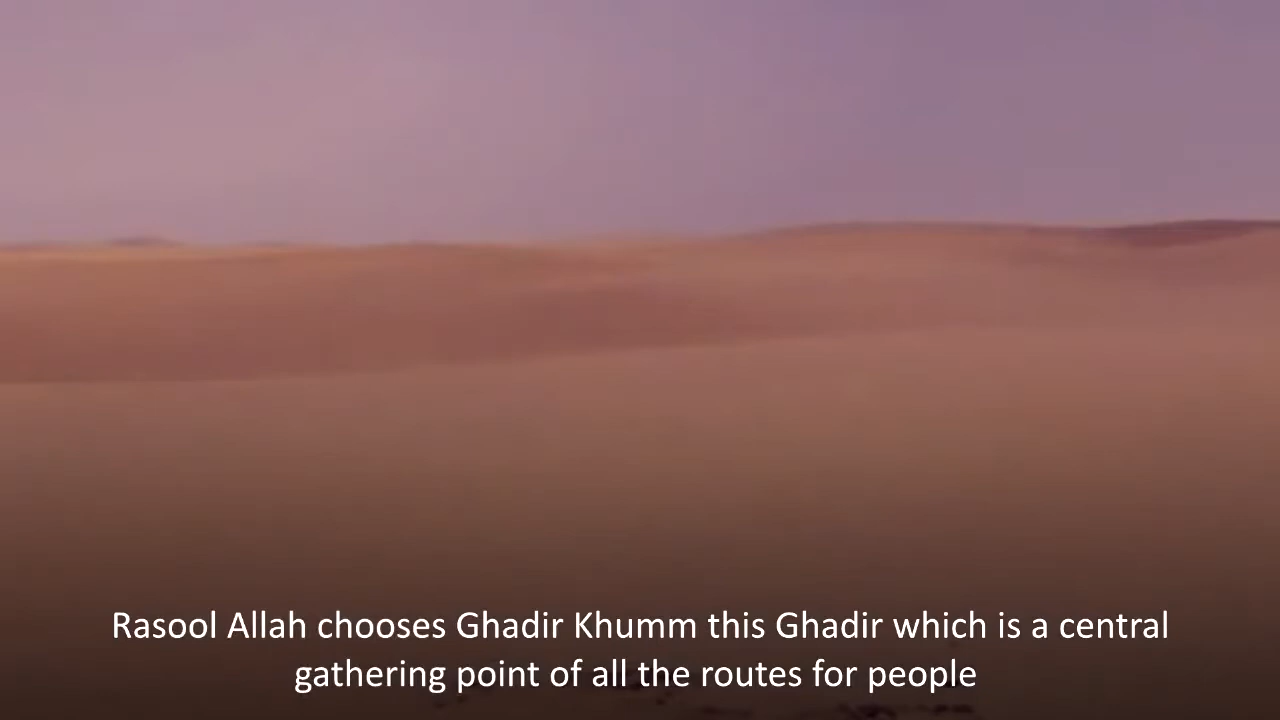 Rasool Allah chooses Ghadir Khumm this Ghadir which is a central
gathering point of all the routes for people